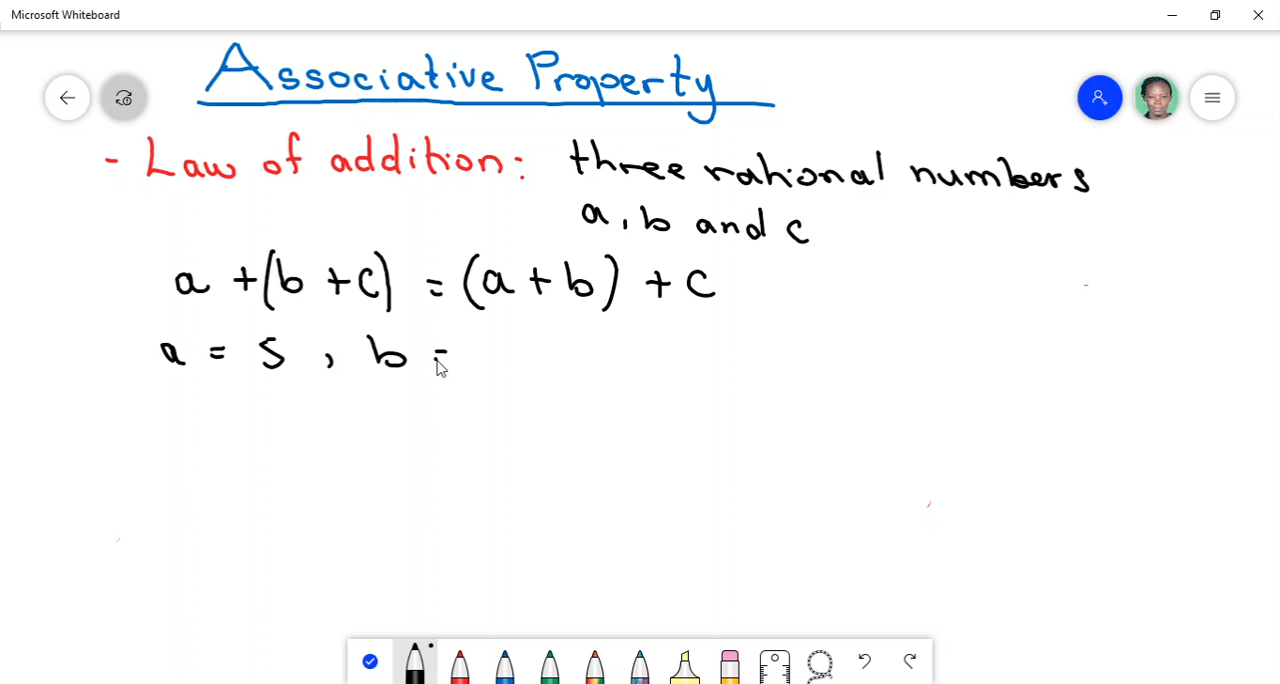 Microsoft Whiteboard
Associative Property
- Law of addition: three rational numbers
a, b and c
a + (b + c) = (a + b) + c
a = 5 , b =